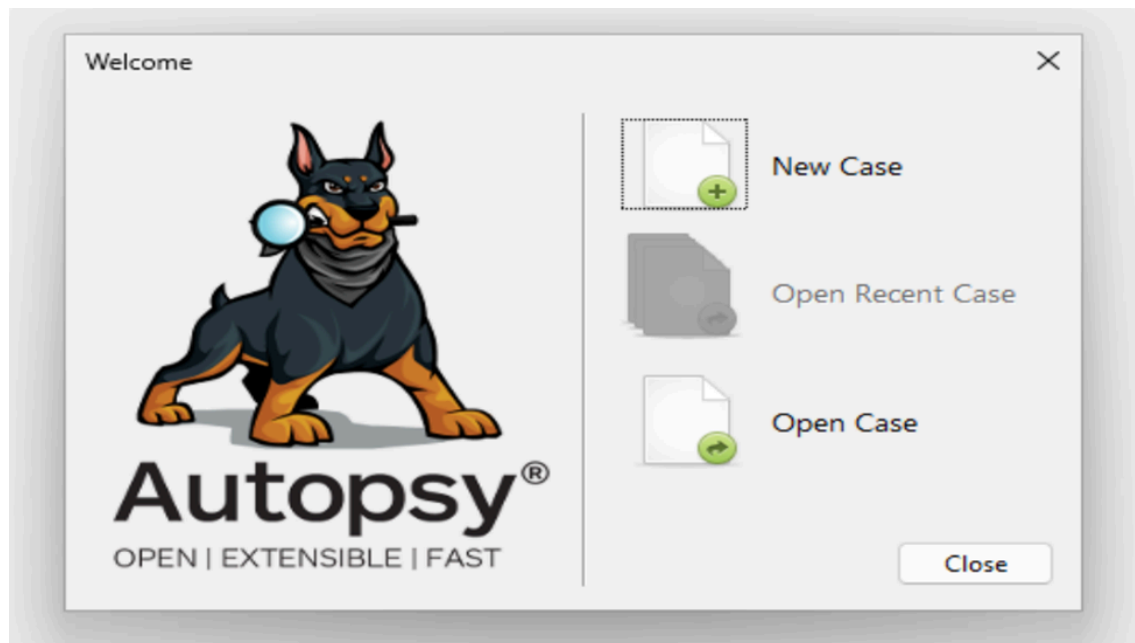 Welcome
New Case
Open Recent Case
Open Case
Autopsy®
OPEN | EXTENSIBLE | FAST
Close